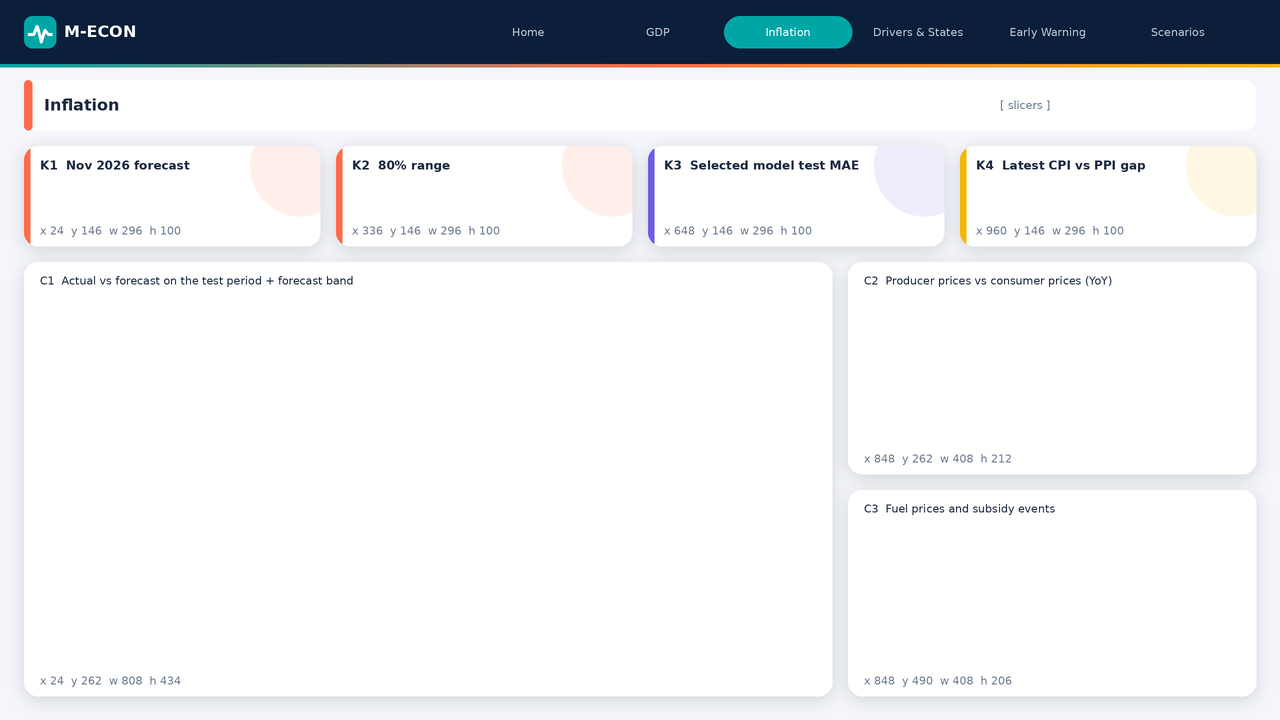 M-ECON
Home
GDP
Inflation
Drivers & States
Early Warning
Scenarios
Inflation
[ slicers ]
K1 Nov 2026 forecast
x 24 y 146 w 296 h 100
K2 80% range
x 336 y 146 w 296 h 100
K3 Selected model test MAE
x 648 y 146 w 296 h 100
K4 Latest CPI vs PPI gap
x 960 y 146 w 296 h 100
C1 Actual vs forecast on the test period + forecast band
x 24 y 262 w 808 h 434
C2 Producer prices vs consumer prices (YoY)
x 848 y 262 w 408 h 212
C3 Fuel prices and subsidy events
x 848 y 490 w 408 h 206